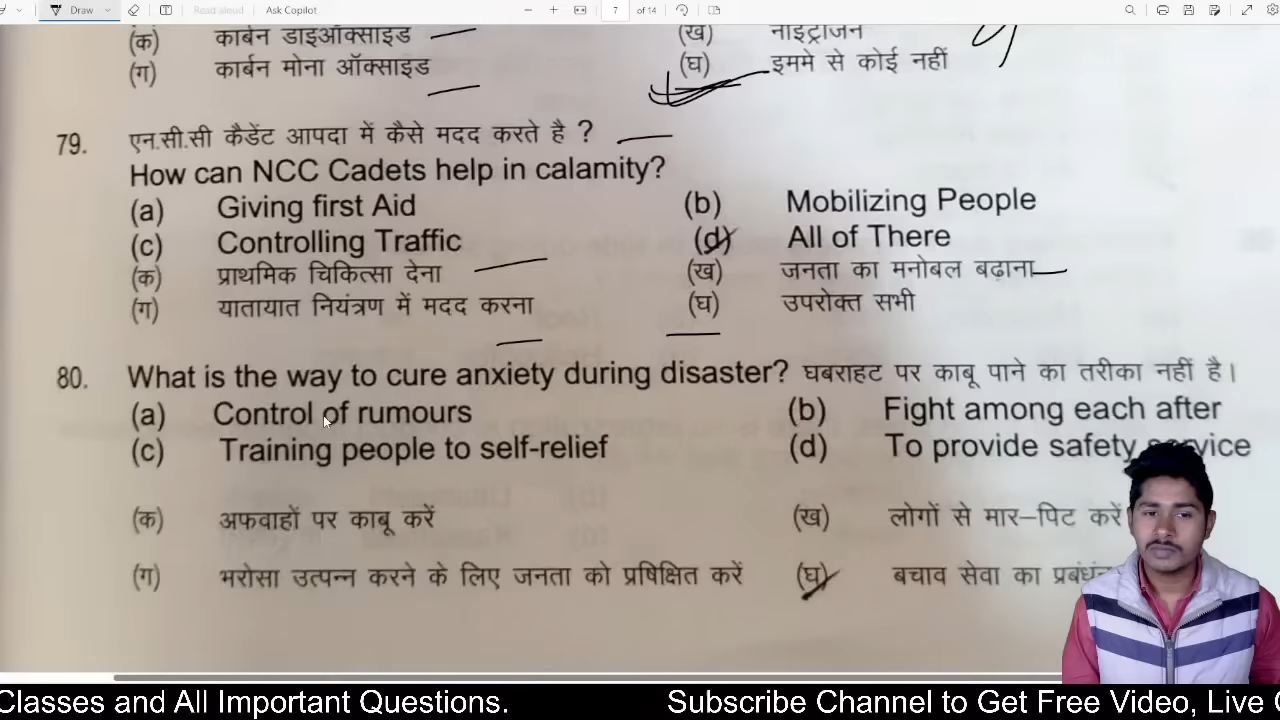 Draw
Read aloud
Ask Copilot
7
of 14
(क) कार्बन डाइऑक्साइड (ख) नाइट्रोजन
(ग) कार्बन मोना ऑक्साइड (घ) इममे से कोई नहीं
79. एन.सी.सी कैडेंट आपदा में कैसे मदद करते है ?
How can NCC Cadets help in calamity?
(a) Giving first Aid (b) Mobilizing People
(c) Controlling Traffic (d) All of There
(क) प्राथमिक चिकित्सा देना (ख) जनता का मनोबल बढ़ाना
(ग) यातायात नियंत्रण में मदद करना (घ) उपरोक्त सभी
80. What is the way to cure anxiety during disaster? घबराहट पर काबू पाने का तरीका नहीं है।
(a) Control of rumours (b) Fight among each after
(c) Training people to self-relief (d) To provide safety
(क) अफवाहों पर काबू करें (ख) लोगों से मार–पिट करें
(ग) भरोसा उत्पन्न करने के लिए जनता को प्रषिक्षित करें (घ) बचाव सेवा का
Classes and All Important Questions. Subscribe Channel to Get Free Video, Live